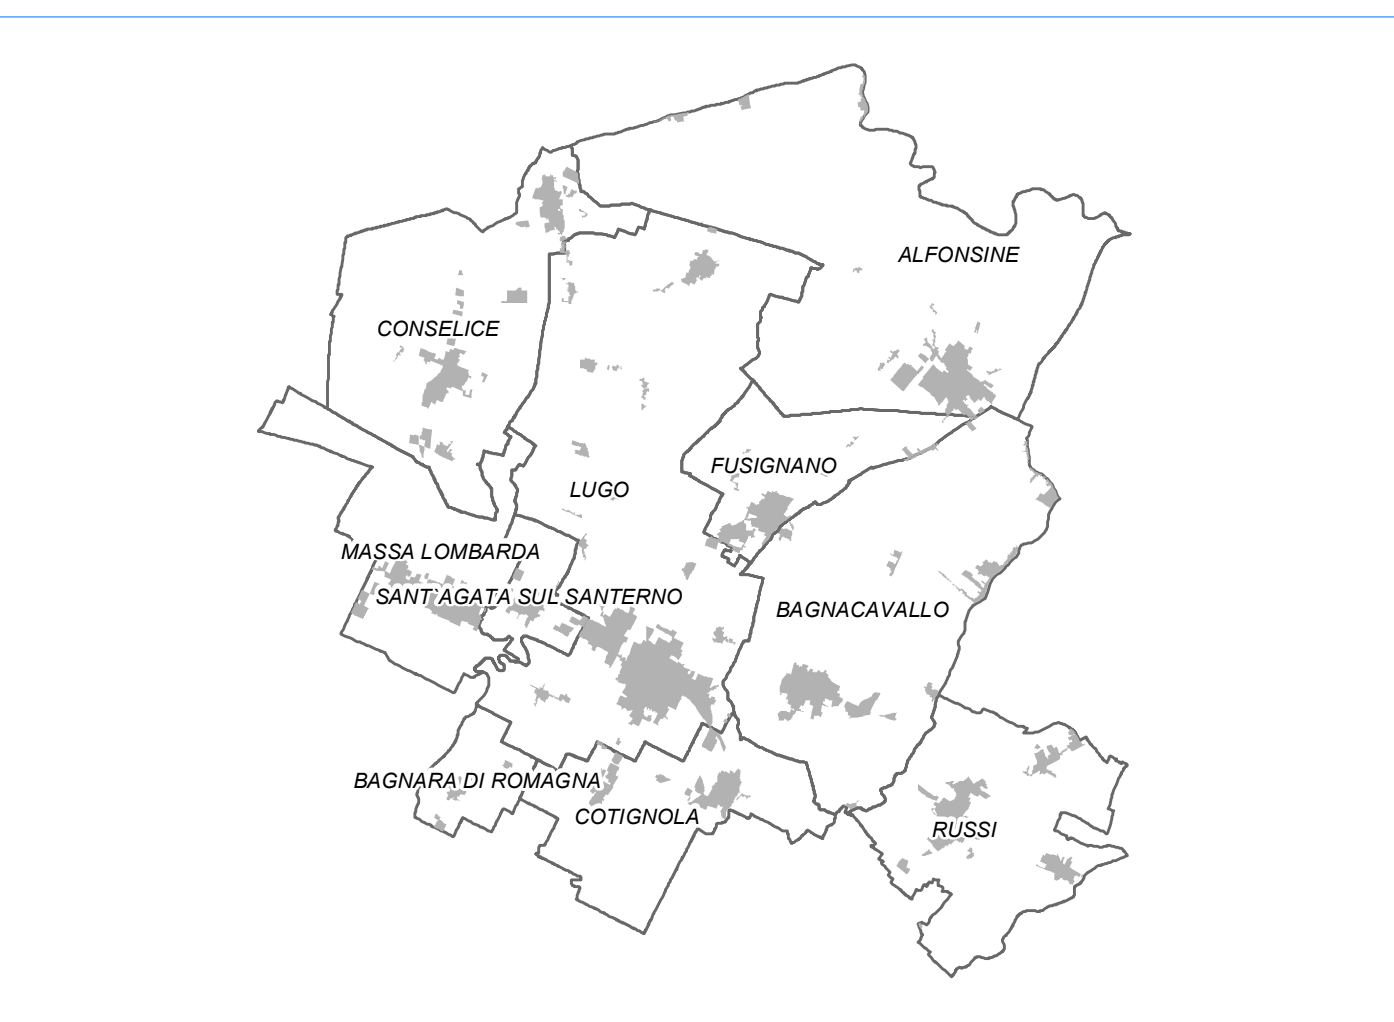 ALFONSINE
CONSELICE
FUSIGNANO
LUGO
MASSA LOMBARDA
SANT`AGATA SUL SANTERNO
BAGNACAVALLO
BAGNARA DI ROMAGNA
COTIGNOLA
RUSSI